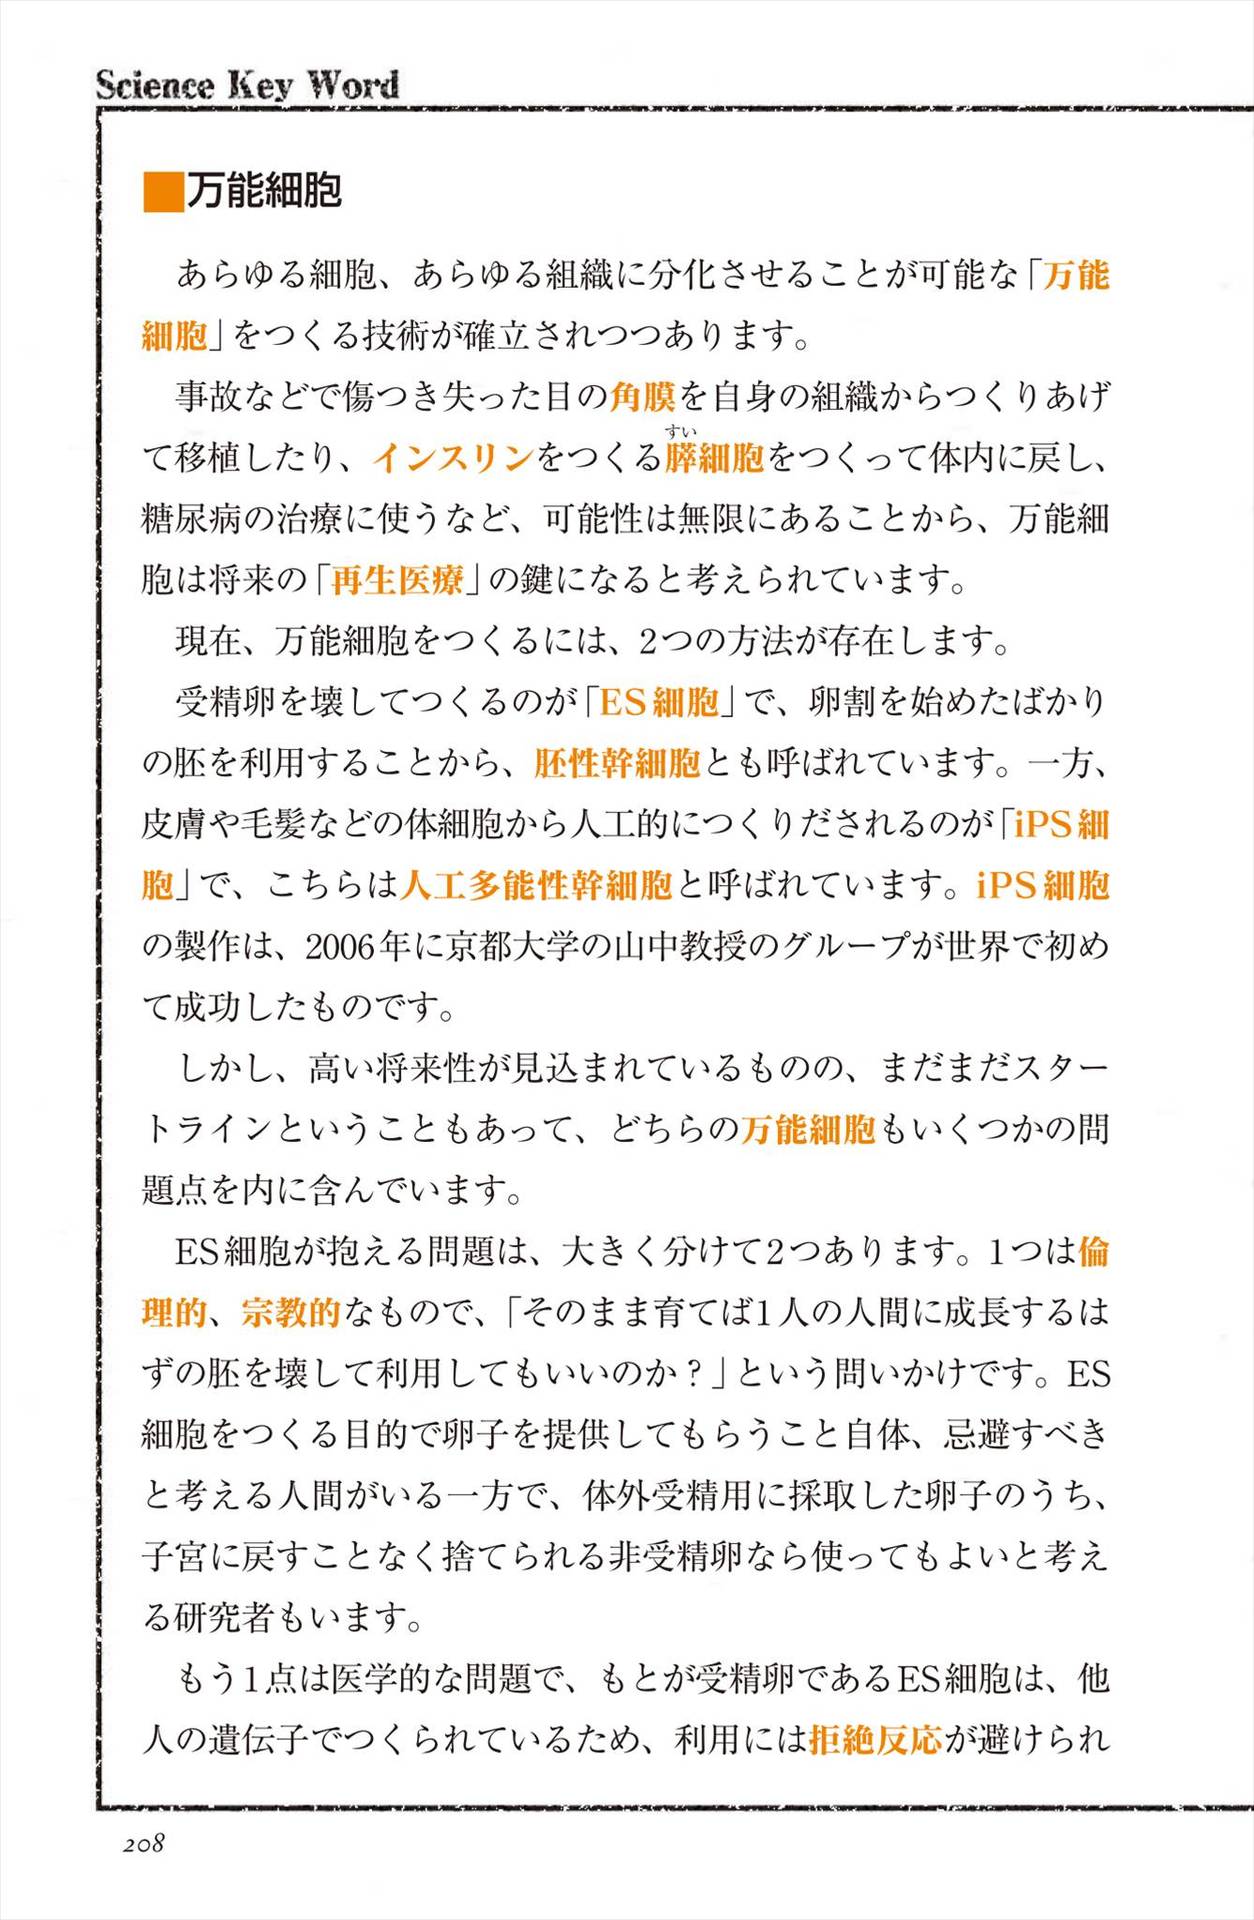 Science Key Word
■万能細胞
あらゆる細胞、あらゆる組織に分化させることが可能な「万能
細胞」をつくる技術が確立されつつあります。
事故などで傷つき失った目の角膜を自身の組織からつくりあげ
すい
て移植したり、インスリンをつくる膵細胞をつくって体内に戻し、
糖尿病の治療に使うなど、可能性は無限にあることから、万能細
胞は将来の「再生医療」の鍵になると考えられています。
現在、万能細胞をつくるには、2つの方法が存在します。
受精卵を壊してつくるのが「ES細胞」で、卵割を始めたばかり
の胚を利用することから、胚性幹細胞とも呼ばれています。一方、
皮膚や毛髪などの体細胞から人工的につくりだされるのが「iPS細
胞」で、こちらは人工多能性幹細胞と呼ばれています。iPS細胞
の製作は、2006年に京都大学の山中教授のグループが世界で初め
て成功したものです。
しかし、高い将来性が見込まれているものの、まだまだスター
トラインということもあって、どちらの万能細胞もいくつかの問
題点を内に含んでいます。
ES細胞が抱える問題は、大きく分けて2つあります。1つは倫
理的、宗教的なもので、「そのまま育てば1人の人間に成長するは
ずの胚を壊して利用してもいいのか？」という問いかけです。ES
細胞をつくる目的で卵子を提供してもらうこと自体、忌避すべき
と考える人間がいる一方で、体外受精用に採取した卵子のうち、
子宮に戻すことなく捨てられる非受精卵なら使ってもよいと考え
る研究者もいます。
もう1点は医学的な問題で、もとが受精卵であるES細胞は、他
人の遺伝子でつくられているため、利用には拒絶反応が避けられ
208